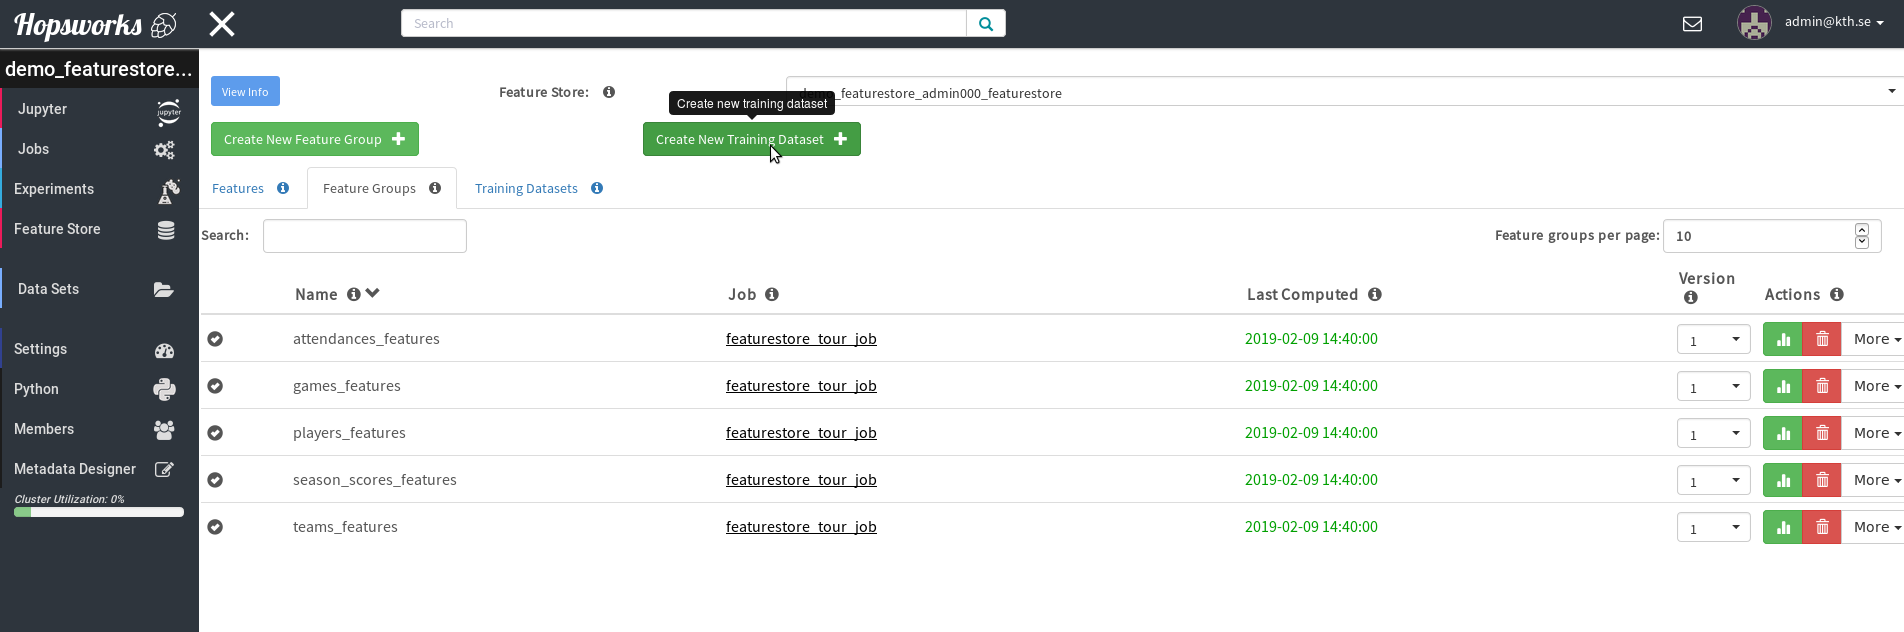 Hopsworks
Search
admin@kth.se
demo_featurestore...
Jupyter
jupyter
Jobs
Experiments
Feature Store
Data Sets
Settings
Python
Members
Metadata Designer
Cluster Utilization: 0%
View Info
Feature Store:
_featurestore_admin000_featurestore
Create new training dataset
Create New Feature Group
Create New Training Dataset
Features
Feature Groups
Training Datasets
Search:
Feature groups per page: 10
Name Job Last Computed Version Actions
attendances_features featurestore_tour_job 2019-02-09 14:40:00 1 More
games_features featurestore_tour_job 2019-02-09 14:40:00 1 More
players_features featurestore_tour_job 2019-02-09 14:40:00 1 More
season_scores_features featurestore_tour_job 2019-02-09 14:40:00 1 More
teams_features featurestore_tour_job 2019-02-09 14:40:00 1 More